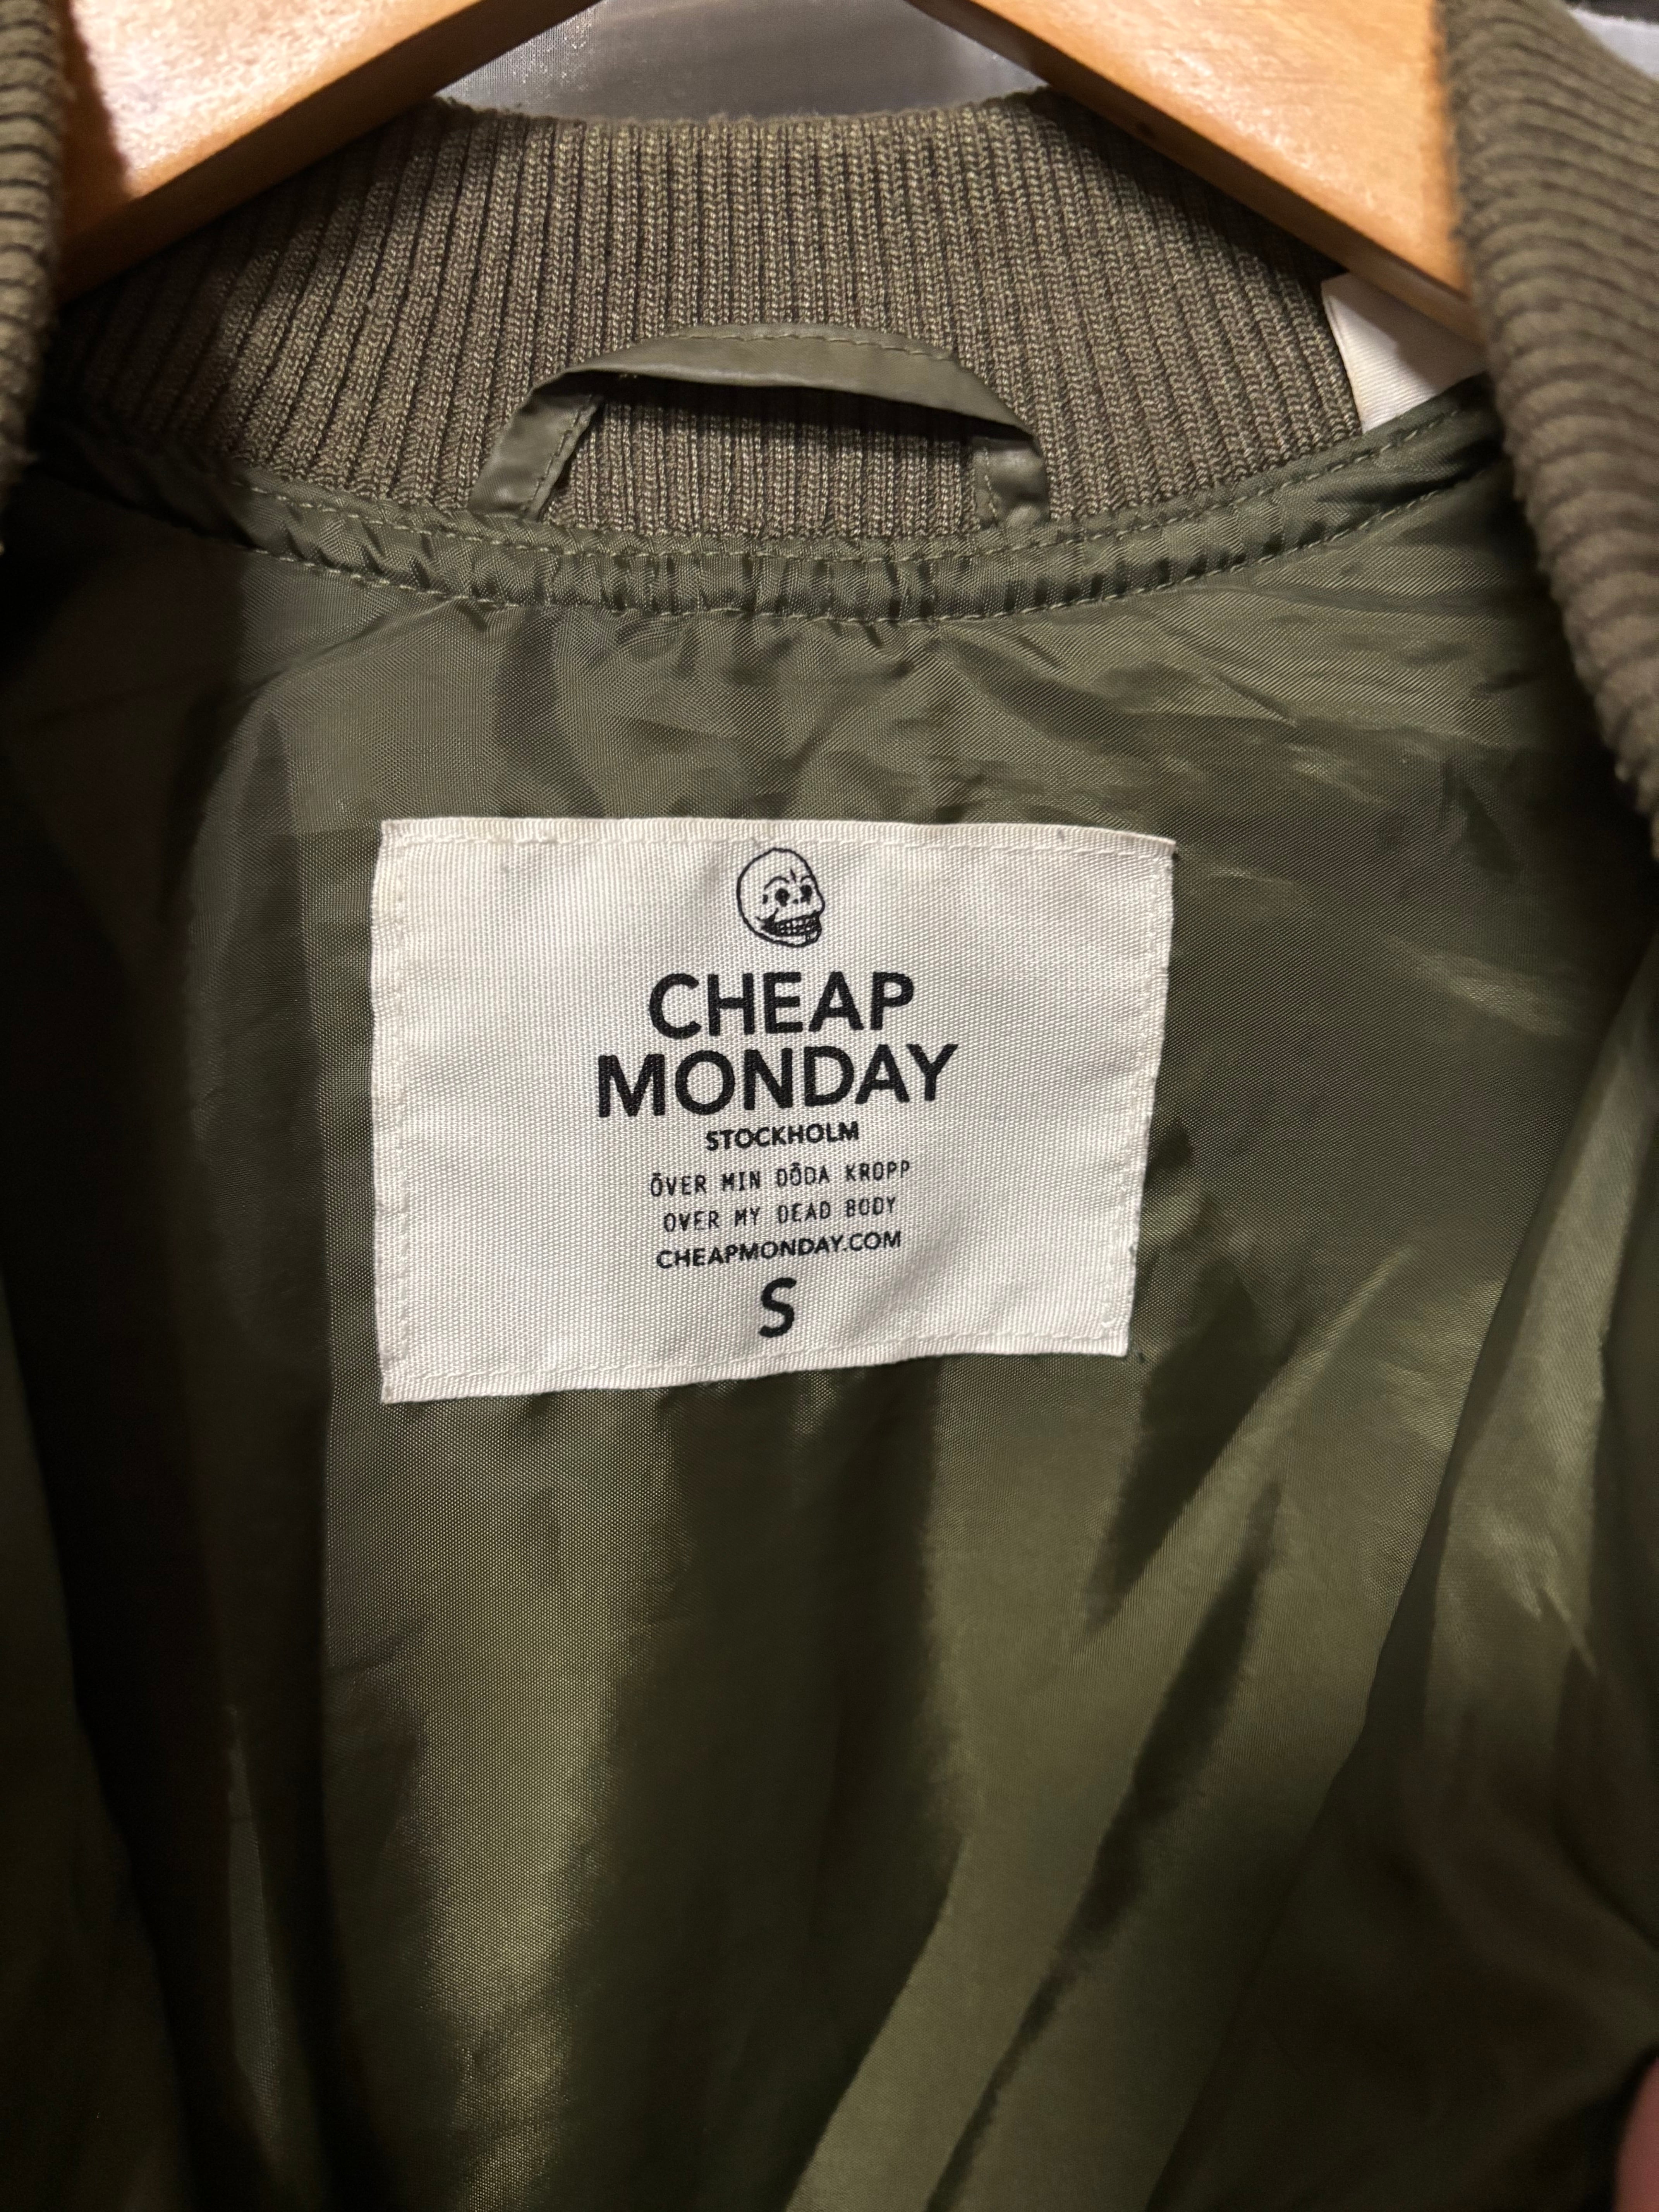 CHEAP
MONDAY
STOCKHOLM
ÖVER MIN DÖDA KROPP
OVER MY DEAD BODY
CHEAPMONDAY.COM
S